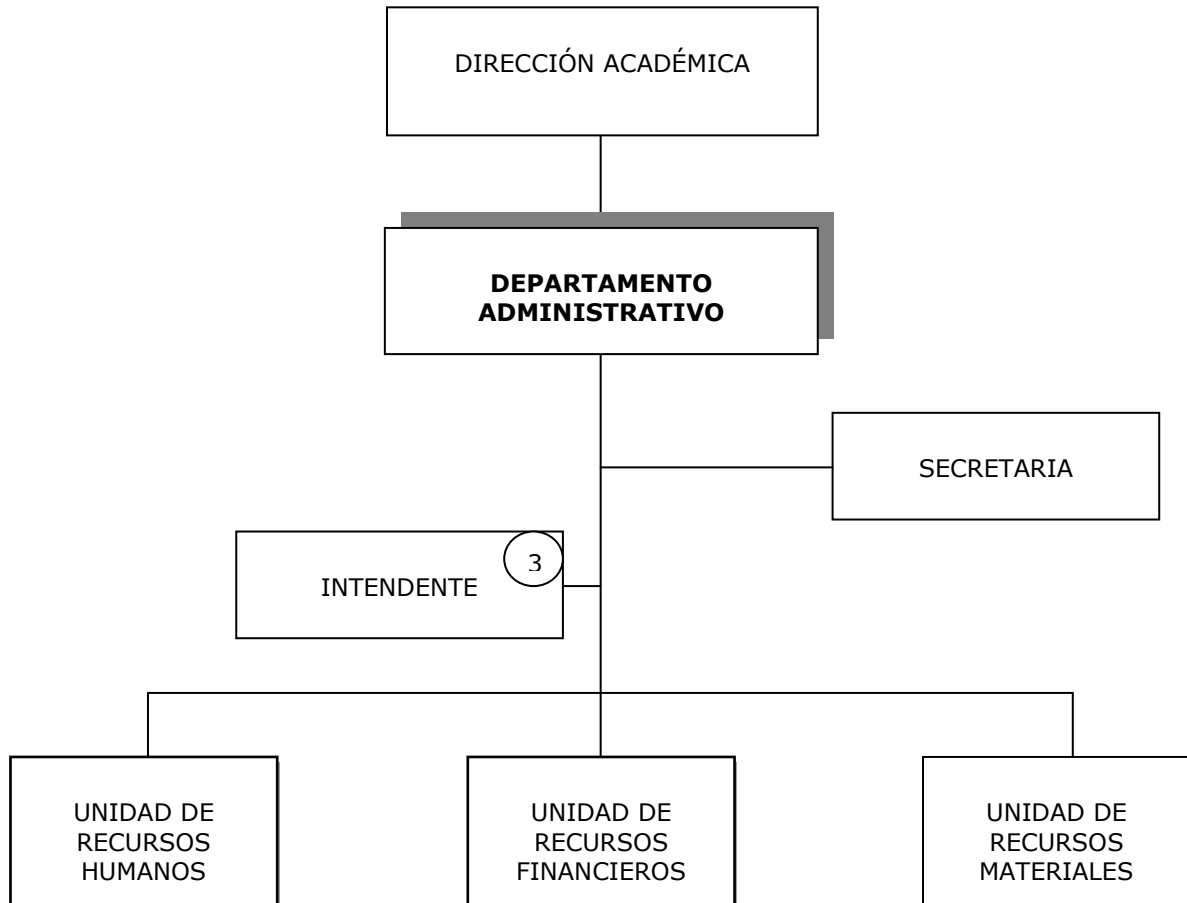 DIRECCIÓN ACADÉMICA
DEPARTAMENTO
ADMINISTRATIVO
SECRETARIA
3
INTENDENTE
UNIDAD DE
RECURSOS
HUMANOS
UNIDAD DE
RECURSOS
FINANCIEROS
UNIDAD DE
RECURSOS
MATERIALES